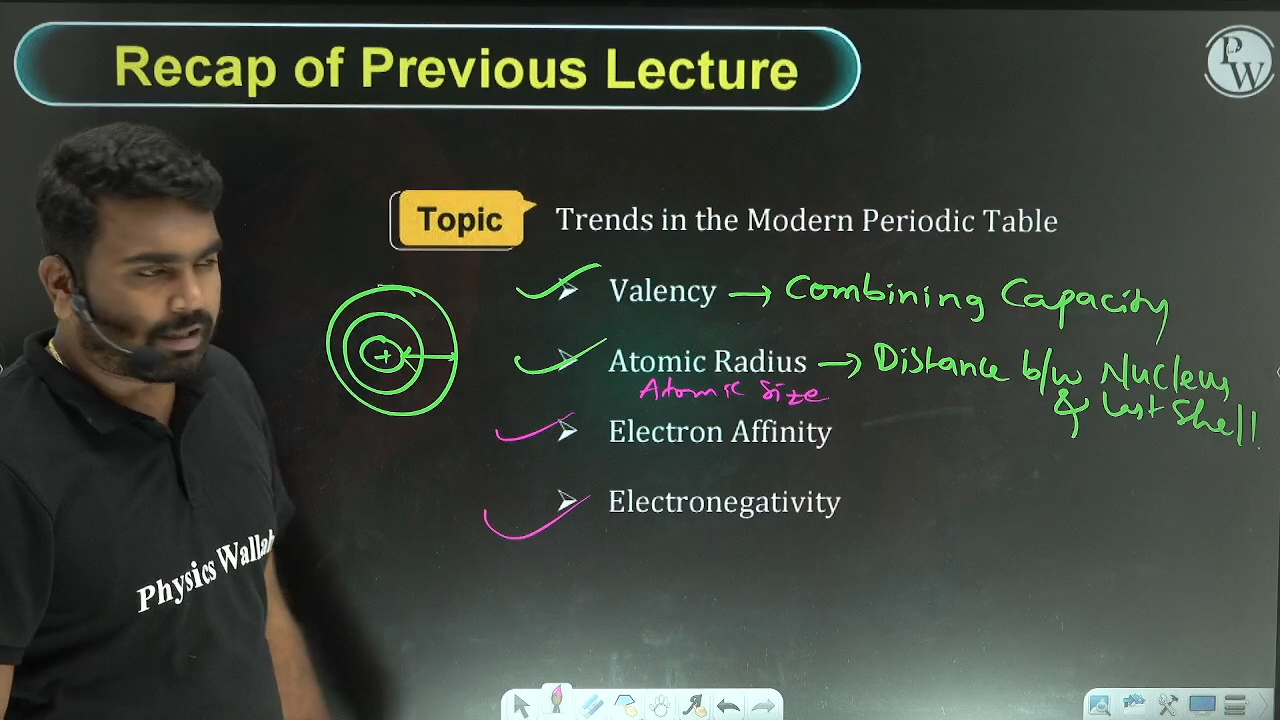 Recap of Previous Lecture
PW
Topic
Trends in the Modern Periodic Table
Valency → Combining Capacity
Atomic Radius → Distance b/w Nucleus
& last Shell
Atomic Size
Electron Affinity
Electronegativity
+
Physics Wallah